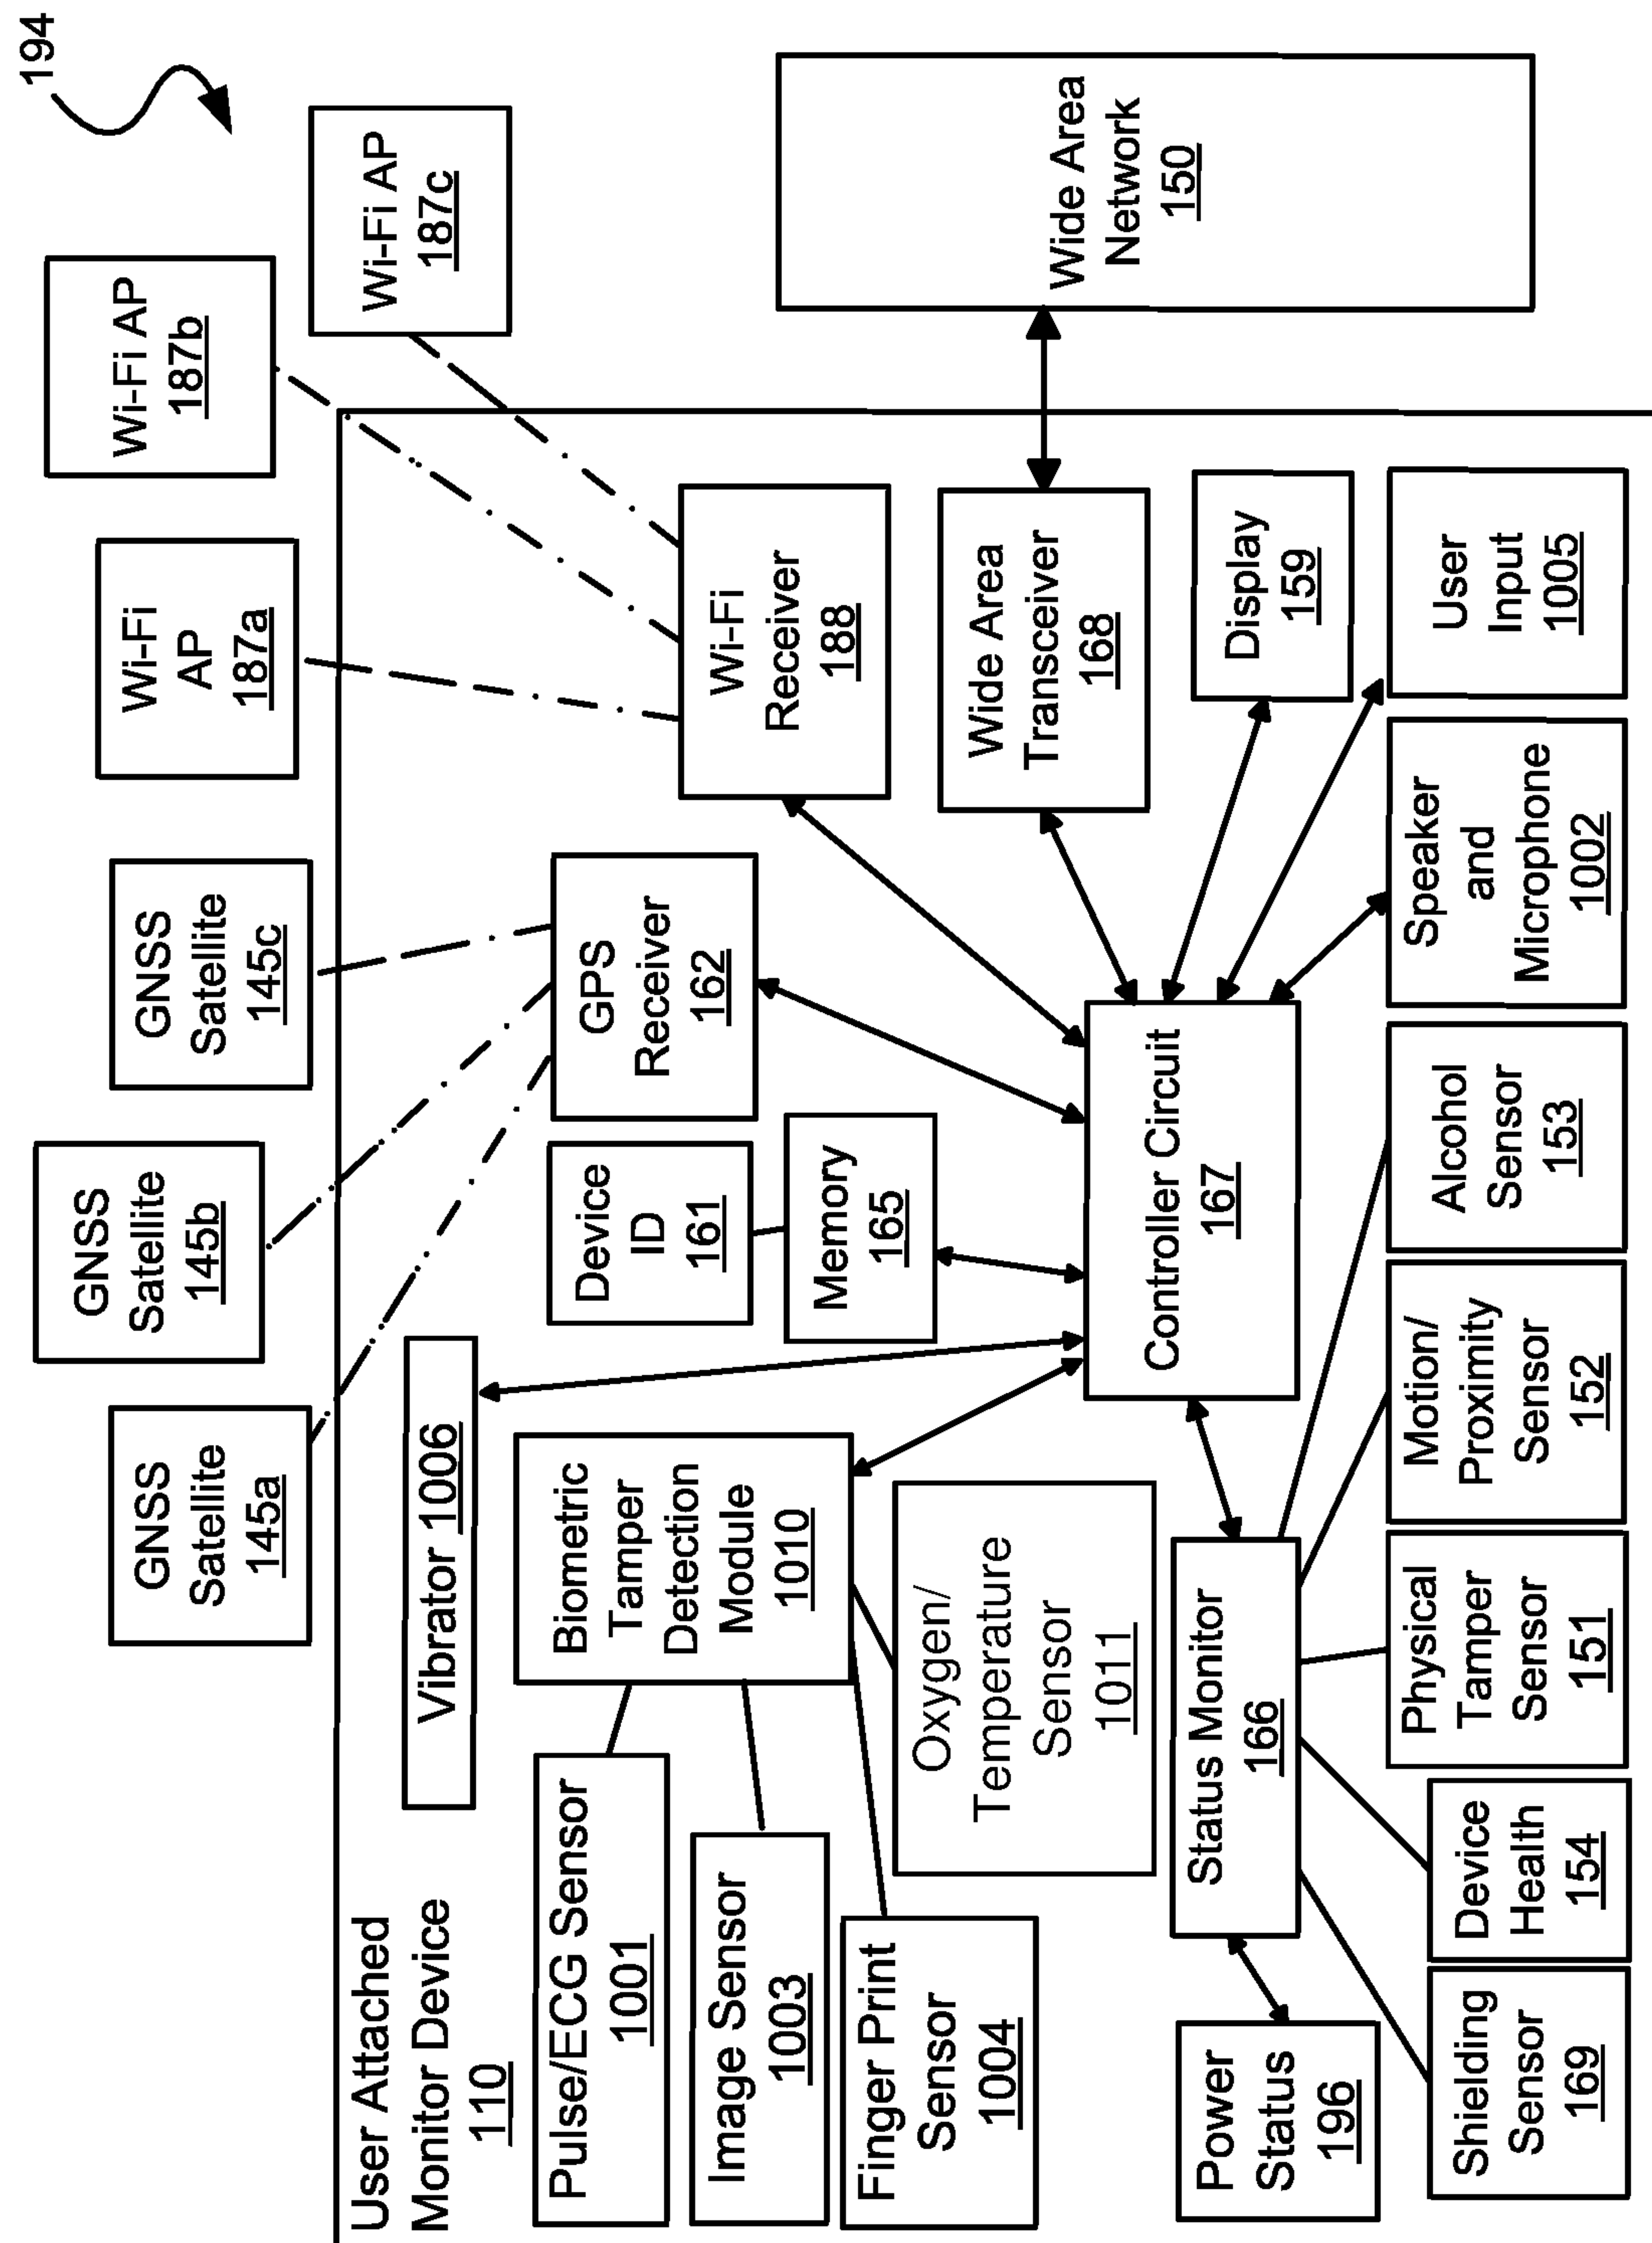 194
GNSS
Satellite
145a
GNSS
Satellite
145b
GNSS
Satellite
145c
Wi-Fi
AP
187a
Wi-Fi AP
187b
Wi-Fi AP
187c
User Attached
Monitor Device
110
Vibrator 1006
Pulse/ECG Sensor
1001
Image Sensor
1003
Finger Print
Sensor
1004
Biometric
Tamper
Detection
Module
1010
Oxygen/
Temperature
Sensor
1011
Device
ID
161
Memory
165
GPS
Receiver
162
Wi-Fi
Receiver
188
Wide Area
Transceiver
168
Wide Area
Network
150
Controller Circuit
167
Display
159
Status Monitor
166
Power
Status
196
Shielding
Sensor
169
Device
Health
154
Physical
Tamper
Sensor
151
Motion/
Proximity
Sensor
152
Alcohol
Sensor
153
Speaker
and
Microphone
1002
User
Input
1005